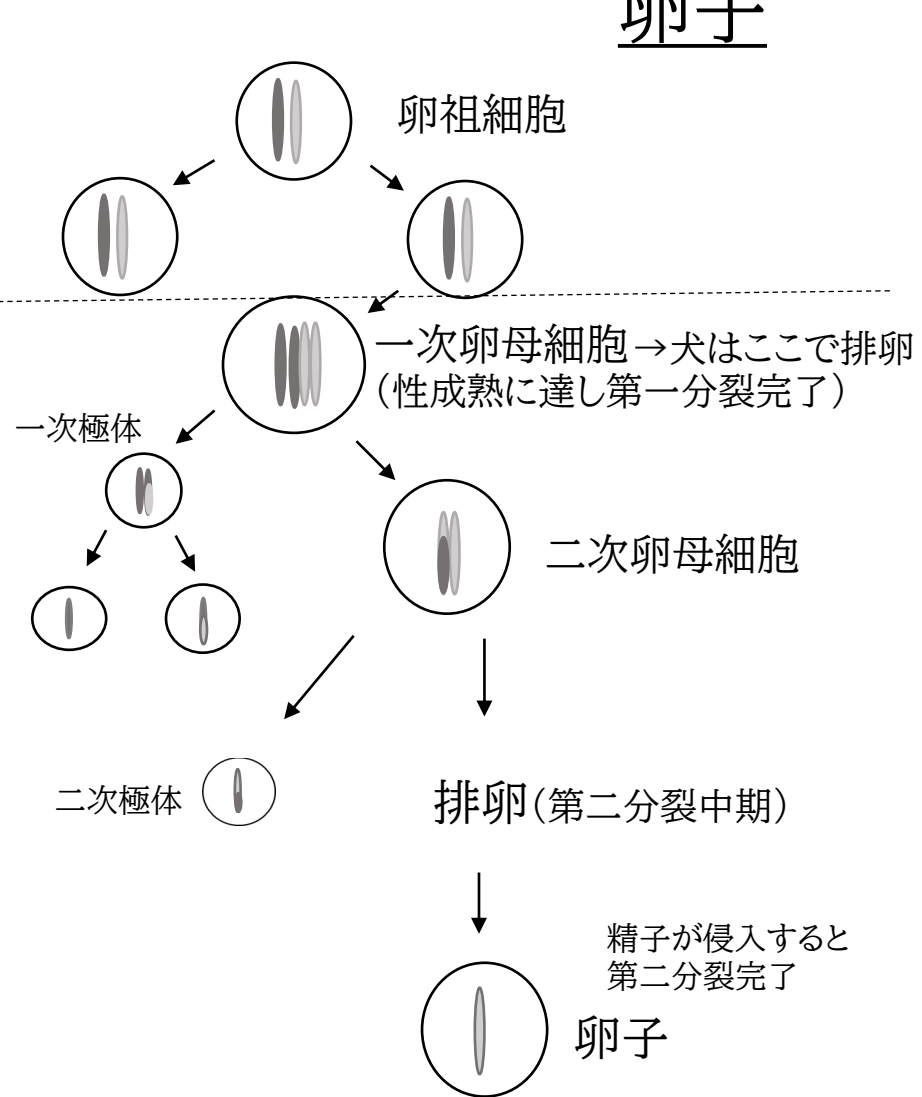 卵子
卵祖細胞
一次卵母細胞→犬はここで排卵
(性成熟に達し第一分裂完了)
一次極体
二次卵母細胞
二次極体
排卵(第二分裂中期)
精子が侵入すると
第二分裂完了
卵子